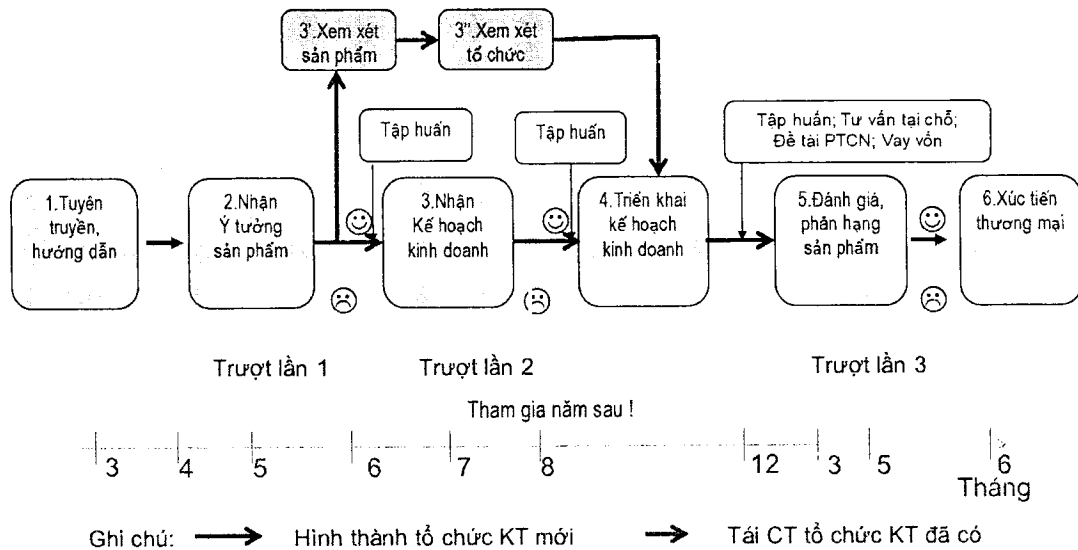 3'.Xem xét
sản phẩm
3".Xem xét
tổ chức
Tập huấn
Tập huấn
Tập huấn; Tư vấn tại chỗ;
Đề tài PTCN; Vay vốn
1.Tuyên
truyền,
hướng dẫn
2.Nhận
Ý tưởng
sản phẩm
3.Nhận
Kế hoạch
kinh doanh
4.Triển khai
kế hoạch
kinh doanh
5.Đánh giá,
phân hạng
sản phẩm
6.Xúc tiến
thương mại
Trượt lần 1
Trượt lần 2
Trượt lần 3
Tham gia năm sau !
3 4 5 6 7 8 12 3 5 6
Tháng
Ghi chú: Hình thành tổ chức KT mới Tái CT tổ chức KT đã có